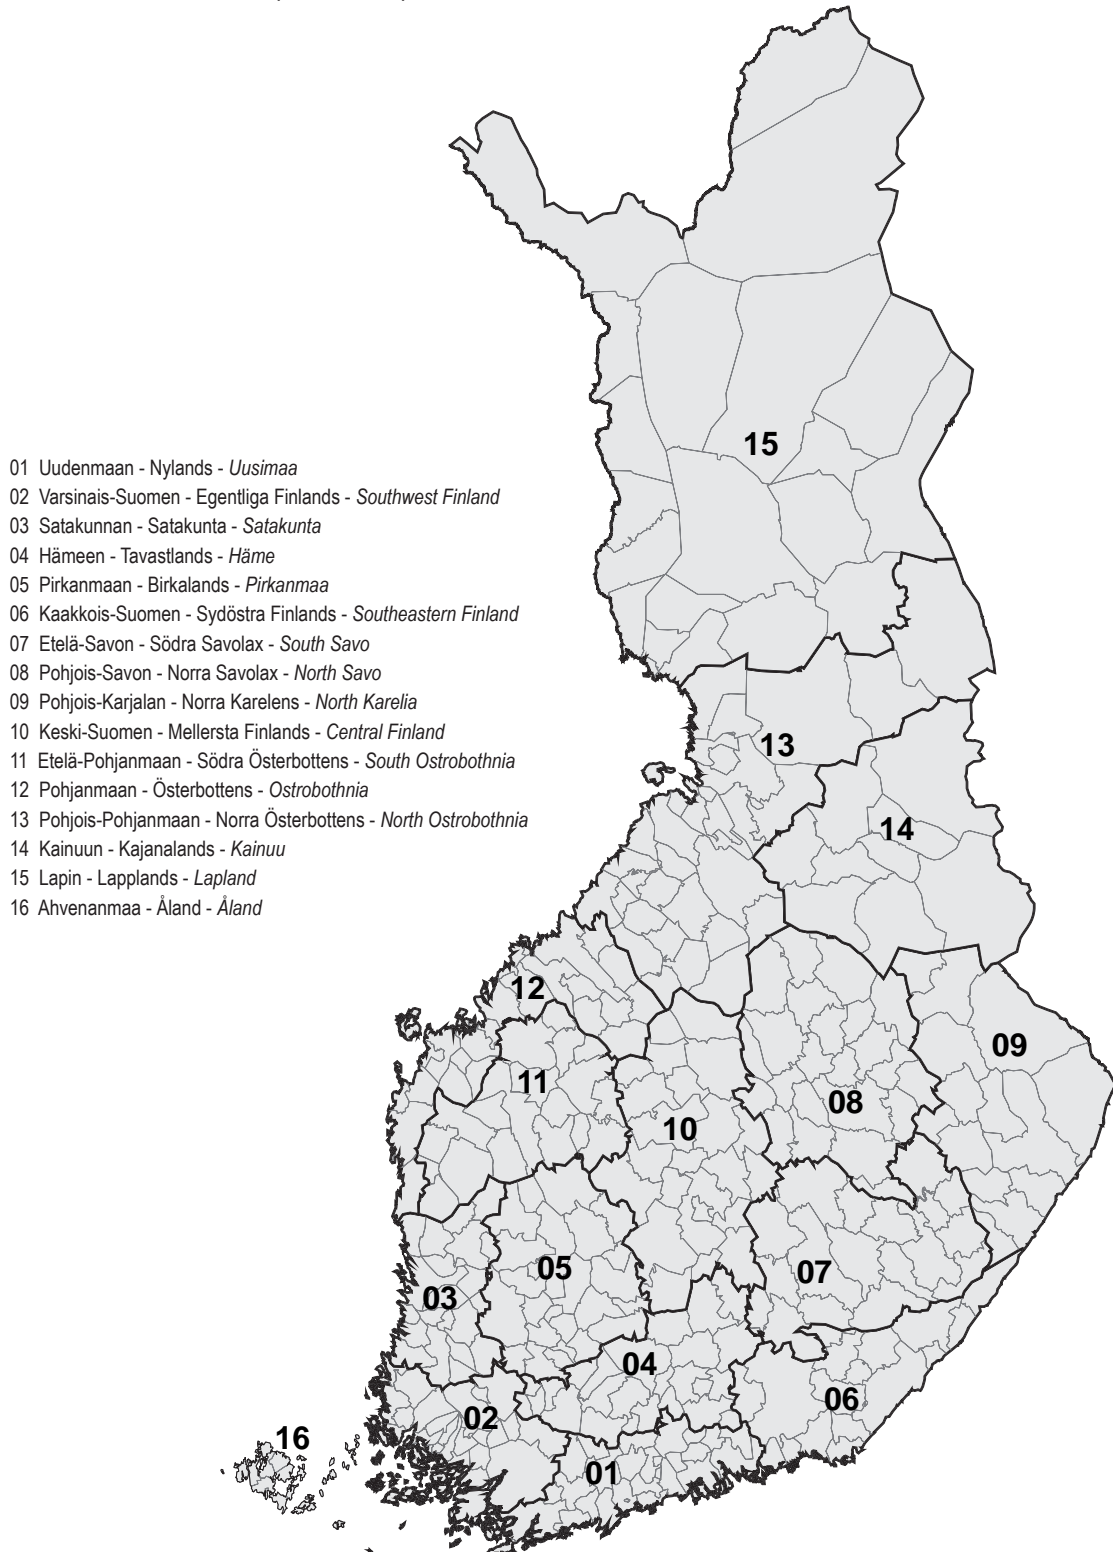 01 Uudenmaan - Nylands - Uusimaa
02 Varsinais-Suomen - Egentliga Finlands - Southwest Finland
03 Satakunnan - Satakunta - Satakunta
04 Hämeen - Tavastlands - Häme
05 Pirkanmaan - Birkalands - Pirkanmaa
06 Kaakkois-Suomen - Sydöstra Finlands - Southeastern Finland
07 Etelä-Savon - Södra Savolax - South Savo
08 Pohjois-Savon - Norra Savolax - North Savo
09 Pohjois-Karjalan - Norra Karelens - North Karelia
10 Keski-Suomen - Mellersta Finlands - Central Finland
11 Etelä-Pohjanmaan - Södra Österbottens - South Ostrobothnia
12 Pohjanmaan - Österbottens - Ostrobothnia
13 Pohjois-Pohjanmaan - Norra Österbottens - North Ostrobothnia
14 Kainuun - Kajanalands - Kainuu
15 Lapin - Lapplands - Lapland
16 Ahvenanmaa - Åland - Åland
15
13
14
12
09
11
08
10
05
07
03
04
06
02
16
01